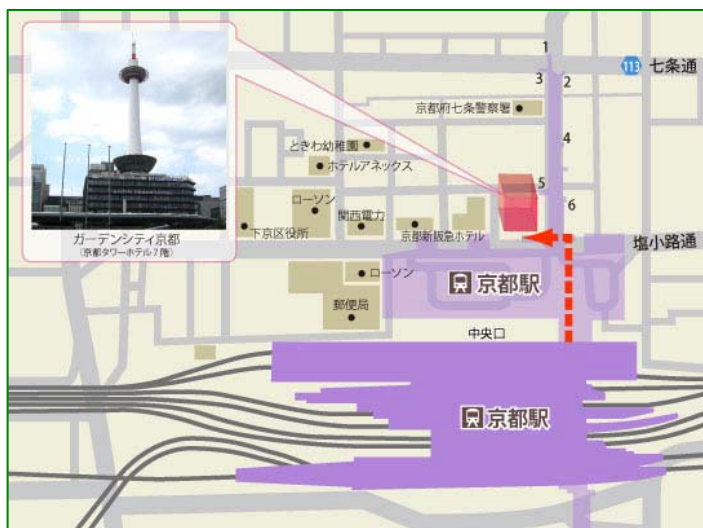 1
113 七条通
3
2
京都府七条警察署
4
ときわ幼稚園
ホテルアネックス
5
ローソン
6
関西電力
ガーデンシティ京都
(京都タワーホテル7階)
下京区役所
京都新阪急ホテル
塩小路通
ローソン
京都駅
郵便局
中央口
京都駅